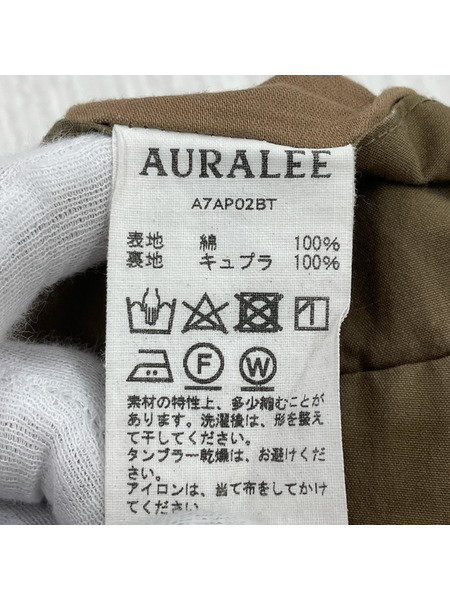 AURALEE
A7AP02BT
表地 綿 100%
裏地 キュプラ 100%
F W
素材の特性上、多少縮むことが
あります。洗濯後は、形を整え
て干してください。
タンブラー乾燥は、お避けくださ
い。
アイロンは、当て布をしてかけ
てください。